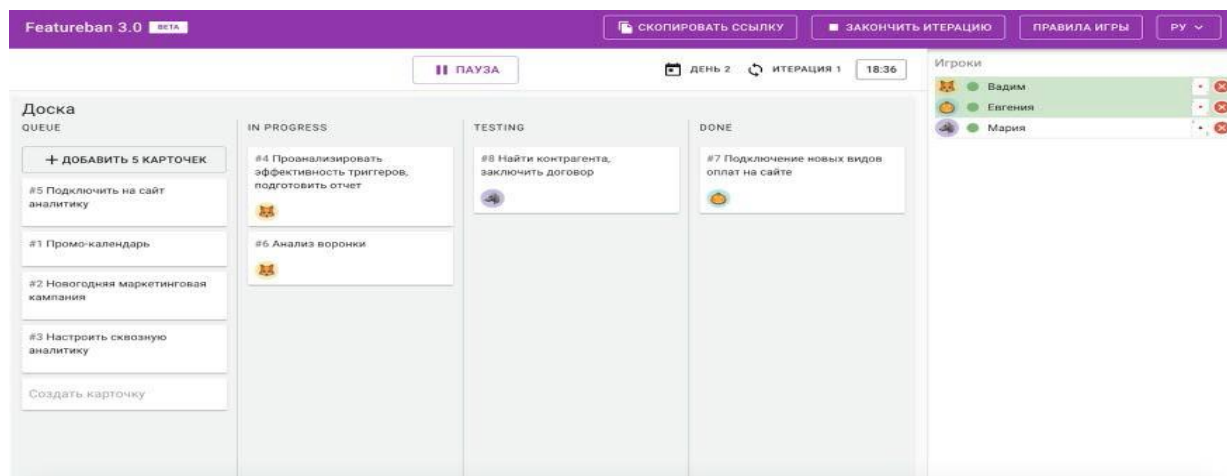 Featureban 3.0 BETA
СКОПИРОВАТЬ ССЫЛКУ
ЗАКОНЧИТЬ ИТЕРАЦИЮ
ПРАВИЛА ИГРЫ
РУ
ПАУЗА
ДЕНЬ 2
ИТЕРАЦИЯ 1
18:36
Игроки
Вадим
Евгения
Мария
Доска
QUEUE
+ ДОБАВИТЬ 5 КАРТОЧЕК
#5 Подключить на сайт
аналитику
#1 Промо-календарь
#2 Новогодняя маркетинговая
кампания
#3 Настроить сквозную
аналитику
Создать карточку
IN PROGRESS
#4 Проанализировать
эффективность триггеров,
подготовить отчет
#6 Анализ воронки
TESTING
#8 Найти контрагента,
заключить договор
DONE
#7 Подключение новых видов
оплат на сайте